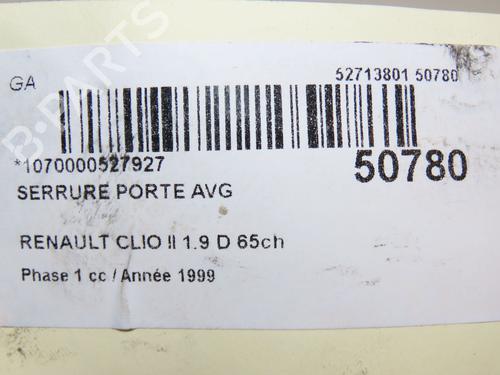 GA
52713801 50780
*1070000527927
50780
SERRURE PORTE AVG
RENAULT CLIO II 1.9 D 65ch
Phase 1 cc / Année 1999
B-PARTS